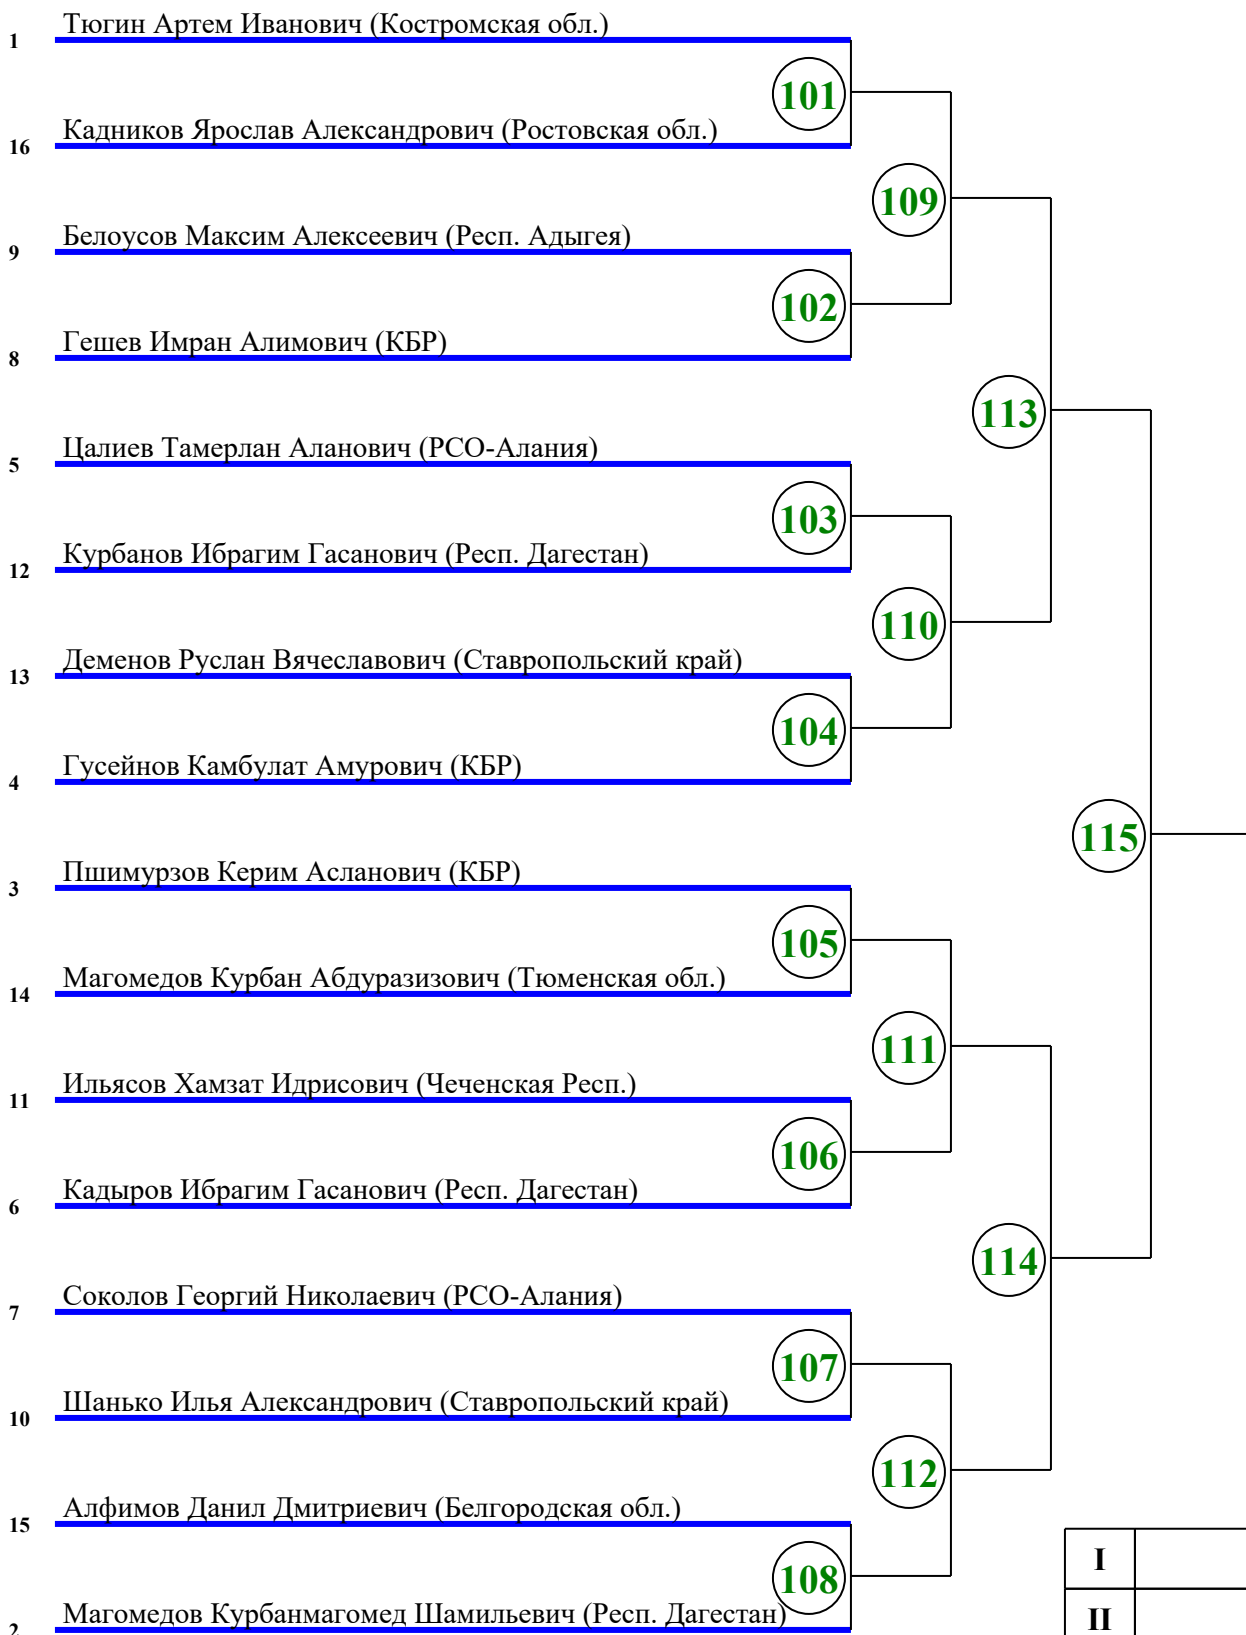 Тюгин Артем Иванович (Костромская обл.)
1
101
Кадников Ярослав Александрович (Ростовская обл.)
16
109
Белоусов Максим Алексеевич (Респ. Адыгея)
9
102
Гешев Имран Алимович (КБР)
8
113
Цалиев Тамерлан Аланович (РСО-Алания)
5
103
Курбанов Ибрагим Гасанович (Респ. Дагестан)
12
110
Деменов Руслан Вячеславович (Ставропольский край)
13
104
Гусейнов Камбулат Амурович (КБР)
4
115
Пшимурзов Керим Асланович (КБР)
3
105
Магомедов Курбан Абдуразизович (Тюменская обл.)
14
111
Ильясов Хамзат Идрисович (Чеченская Респ.)
11
106
Кадыров Ибрагим Гасанович (Респ. Дагестан)
6
114
Соколов Георгий Николаевич (РСО-Алания)
7
107
Шанько Илья Александрович (Ставропольский край)
10
112
Алфимов Данил Дмитриевич (Белгородская обл.)
15
I
108
Магомедов Курбанмагомед Шамильевич (Респ. Дагестан)
2
II